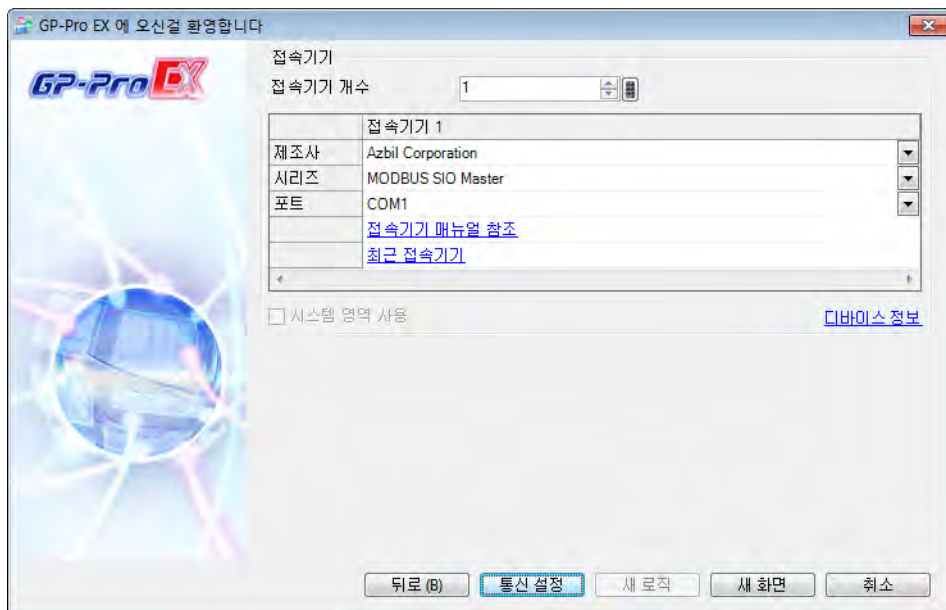 GP-Pro EX 에 오신걸 환영합니다
GP-Pro EX
접속기기
접속기기 개수 1
접속기기 1
제조사 Azbil Corporation
시리즈 MODBUS SIO Master
포트 COM1
접속기기 매뉴얼 참조
최근 접속기기
시스템 영역 사용 디바이스 정보
뒤로 (B) 통신 설정 새 로직 새 화면 취소